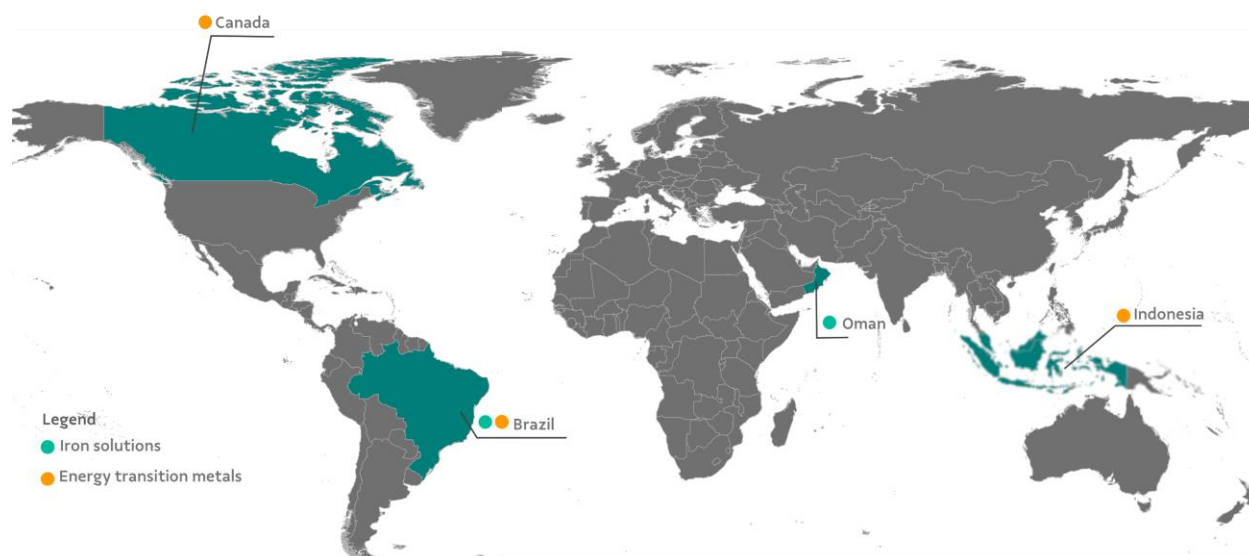 Canada
Oman
Indonesia
Brazil
Legend
Iron solutions
Energy transition metals